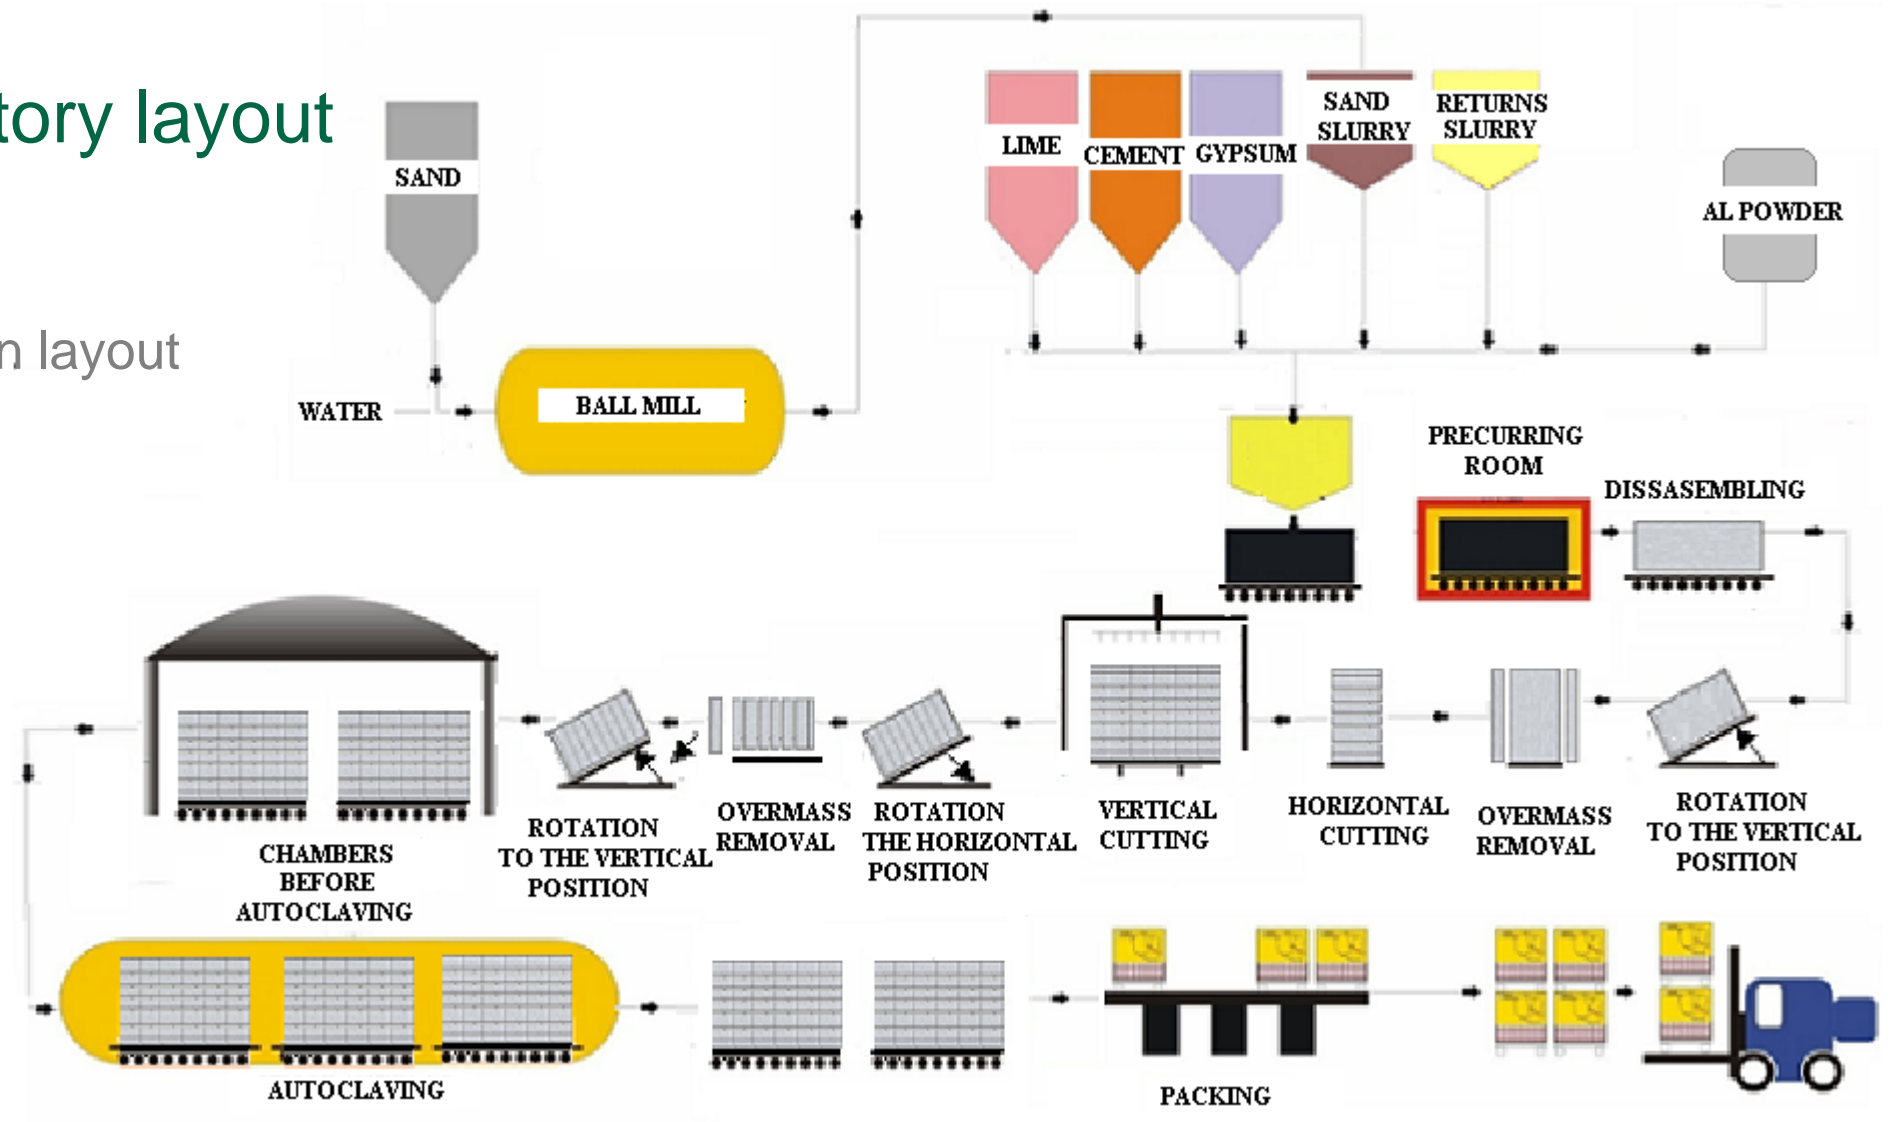 tory layout
n layout
SAND
WATER
BALL MILL
LIME
CEMENT
GYPSUM
SAND
SLURRY
RETURNS
SLURRY
AL POWDER
PRECURRING
ROOM
DISSASEMBLING
ROTATION
TO THE VERTICAL
POSITION
OVERMASS
REMOVAL
HORIZONTAL
CUTTING
VERTICAL
CUTTING
ROTATION
THE HORIZONTAL
POSITION
OVERMASS
REMOVAL
ROTATION
TO THE VERTICAL
POSITION
CHAMBERS
BEFORE
AUTOCLAVING
AUTOCLAVING
PACKING